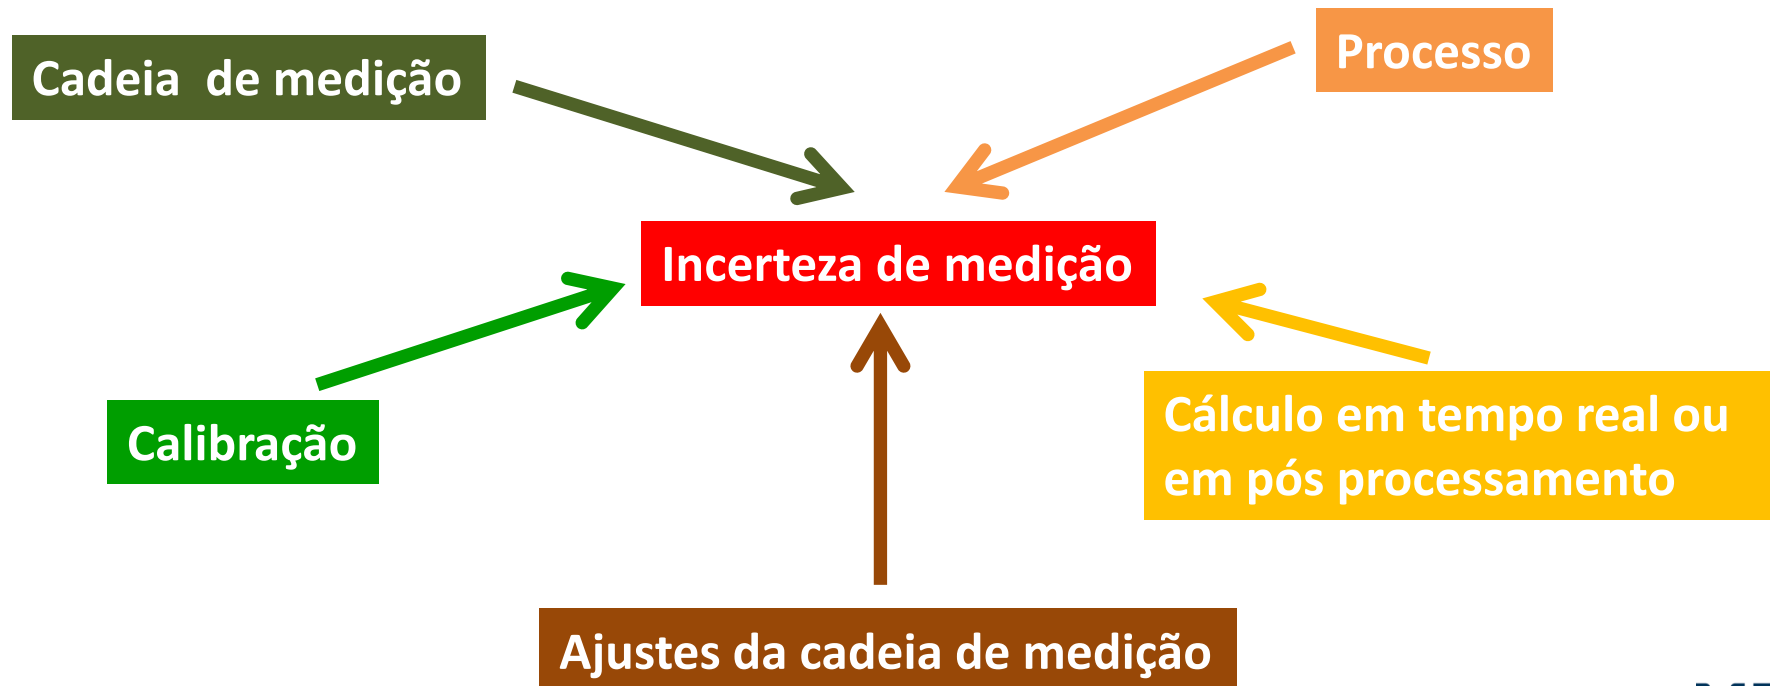 Processo
Cadeia de medição
Incerteza de medição
Calibração
Cálculo em tempo real ou
em pós processamento
Ajustes da cadeia de medição